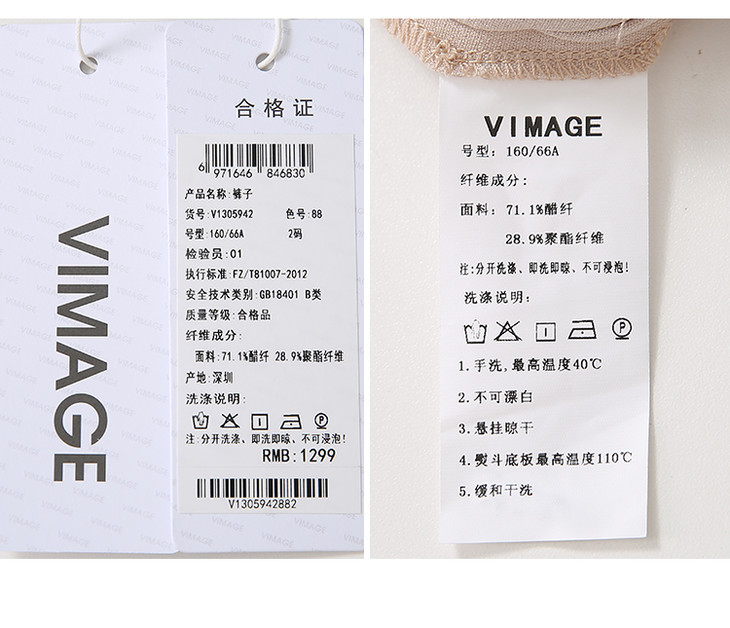 VIMAGE
合格证
6 971646 846830
产品名称:裤子
货号:V1305942 色号:88
号型:160/66A 2码
检验员:01
执行标准:FZ/T81007-2012
安全技术类别:GB18401 B类
质量等级:合格品
纤维成分:
面料:71.1%醋纤 28.9%聚酯纤维
产地:深圳
洗涤说明:
注:分开洗涤、即洗即晾、不可浸泡!
RMB:1299
V1305942882
VIMAGE
号型: 160/66A
纤维成分:
面料: 71.1%醋纤
28.9%聚酯纤维
注:分开洗涤、即洗即晾、不可浸泡!
洗涤说明:
P
1.手洗,最高温度40℃
2.不可漂白
3.悬挂晾干
4.熨斗底板最高温度110℃
5.缓和干洗